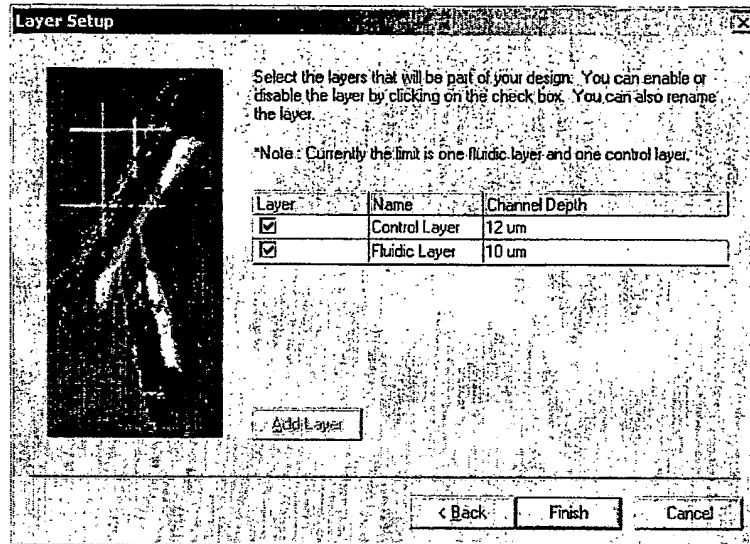 Layer Setup
Select the layers that will be part of your design. You can enable or
disable the layer by clicking on the check box. You can also rename
the layer.
*Note : Currently the limit is one fluidic layer and one control layer.
Layer Name Channel Depth
Control Layer 12 um
Fluidic Layer 10 um
Add Layer
< Back Finish Cancel